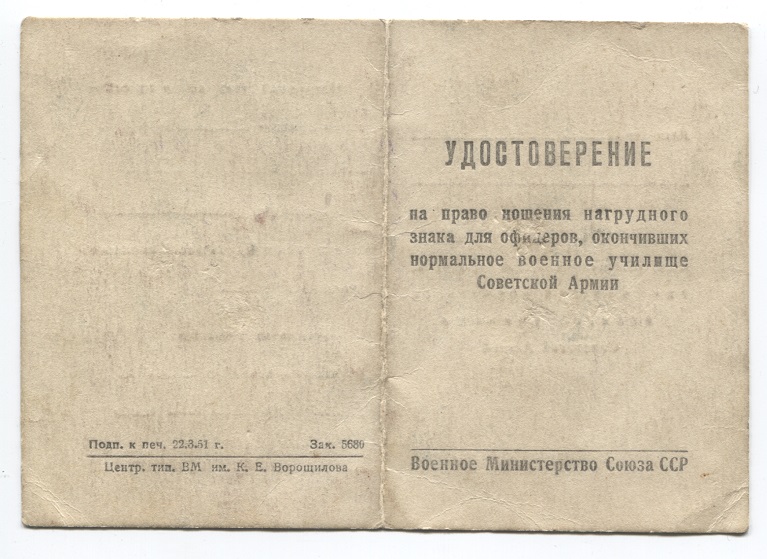 Подп. к печ. 22.3.51 г. Зак. 5680
Центр. тип. ВМ им. К. Е. Ворошилова
УДОСТОВЕРЕНИЕ
на право ношения нагрудного
знака для офицеров, окончивших
нормальное военное училище
Советской Армии
Военное Министерство Союза ССР